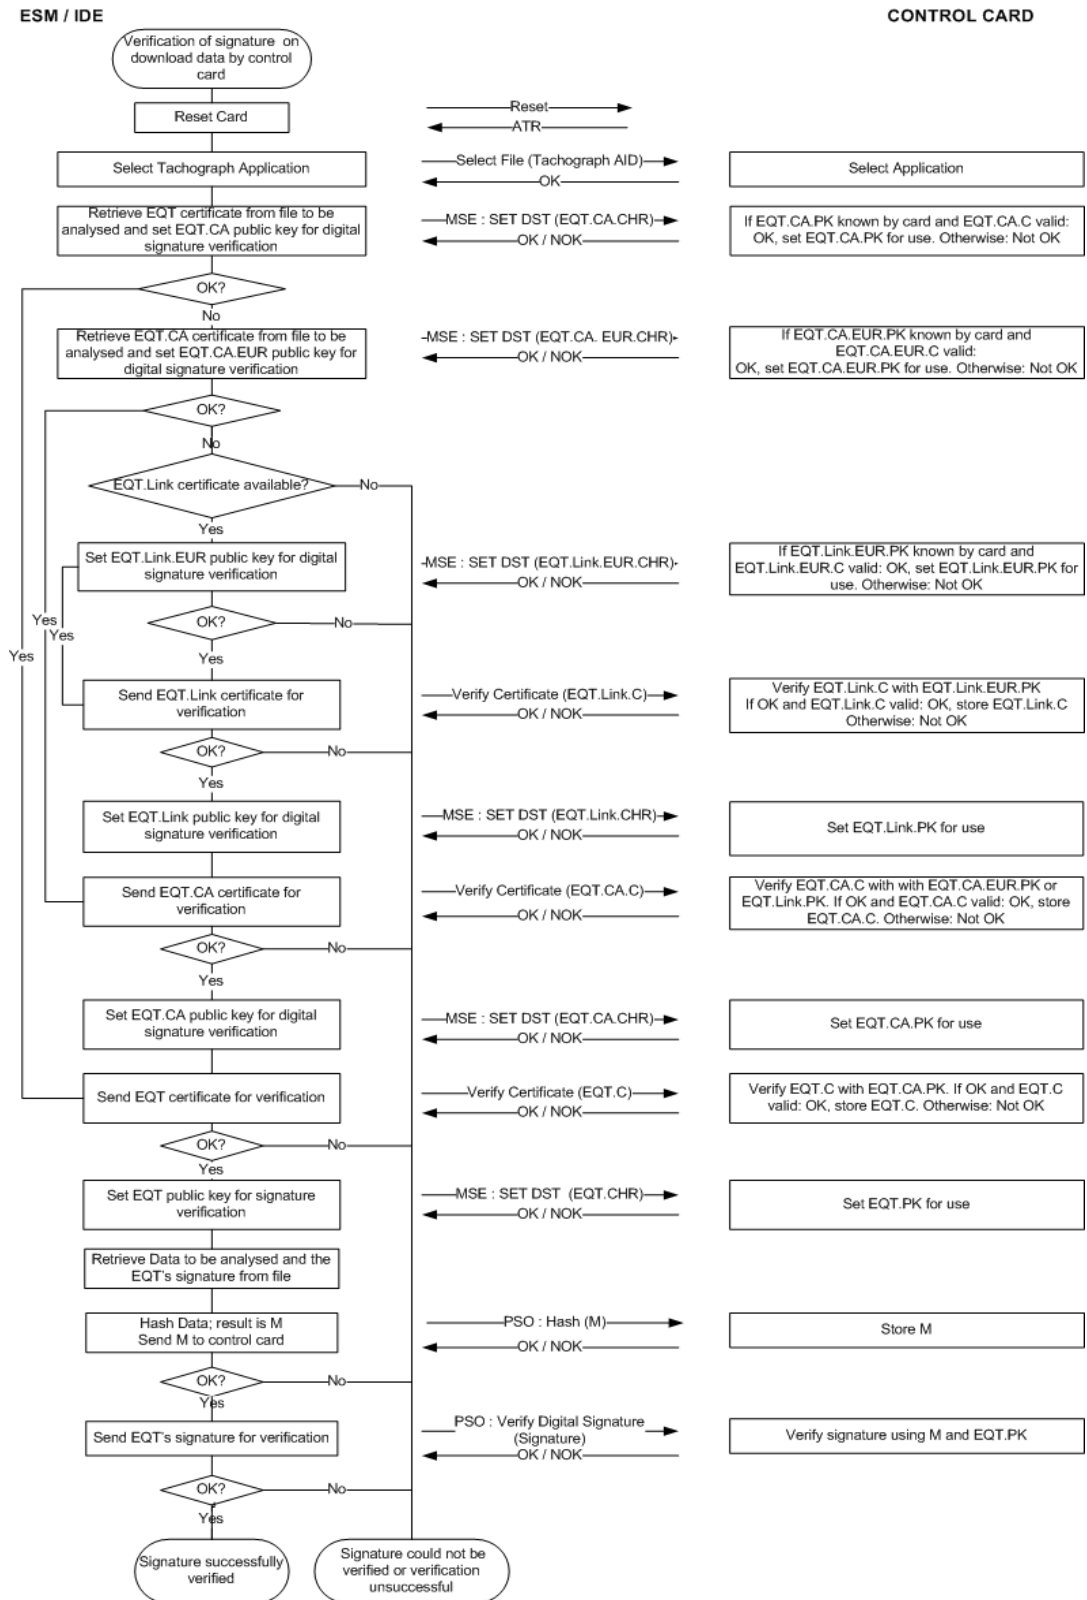 ESM / IDE
CONTROL CARD
Verification of signature on
download data by control
card
Reset Card
Reset
ATR
Select Tachograph Application
Select File (Tachograph AID)
OK
Select Application
Retrieve EQT certificate from file to be
analysed and set EQT.CA public key for digital
signature verification
MSE : SET DST (EQT.CA.CHR)
OK / NOK
If EQT.CA.PK known by card and EQT.CA.C valid:
OK, set EQT.CA.PK for use. Otherwise: Not OK
OK?
No
Retrieve EQT.CA certificate from file to be
analysed and set EQT.CA.EUR public key for
digital signature verification
MSE : SET DST (EQT.CA. EUR.CHR)
OK / NOK
If EQT.CA.EUR.PK known by card and
EQT.CA.EUR.C valid:
OK, set EQT.CA.EUR.PK for use. Otherwise: Not OK
OK?
No
EQT.Link certificate available?
No
Yes
Set EQT.Link.EUR public key for digital
signature verification
MSE : SET DST (EQT.Link.EUR.CHR)
OK / NOK
If EQT.Link.EUR.PK known by card and
EQT.Link.EUR.C valid: OK, set EQT.Link.EUR.PK for
use. Otherwise: Not OK
OK?
No
Yes
Yes
Yes
Yes
Send EQT.Link certificate for
verification
Verify Certificate (EQT.Link.C)
OK / NOK
Verify EQT.Link.C with EQT.Link.EUR.PK
If OK and EQT.Link.C valid: OK, store EQT.Link.C
Otherwise: Not OK
OK?
No
Yes
Set EQT.Link public key for digital
signature verification
MSE : SET DST (EQT.Link.CHR)
OK / NOK
Set EQT.Link.PK for use
Send EQT.CA certificate for
verification
Verify Certificate (EQT.CA.C)
OK / NOK
Verify EQT.CA.C with with EQT.CA.EUR.PK or
EQT.Link.PK. If OK and EQT.CA.C valid: OK, store
EQT.CA.C. Otherwise: Not OK
OK?
No
Yes
Set EQT.CA public key for digital
signature verification
MSE : SET DST (EQT.CA.CHR)
OK / NOK
Set EQT.CA.PK for use
Send EQT certificate for verification
Verify Certificate (EQT.C)
OK / NOK
Verify EQT.C with EQT.CA.PK. If OK and EQT.C
valid: OK, store EQT.C. Otherwise: Not OK
OK?
No
Yes
Set EQT public key for signature
verification
MSE : SET DST (EQT.CHR)
OK / NOK
Set EQT.PK for use
Retrieve Data to be analysed and the
EQT's signature from file
Hash Data; result is M
Send M to control card
PSO : Hash (M)
OK / NOK
Store M
OK?
No
Yes
Send EQT's signature for verification
PSO : Verify Digital Signature
(Signature)
OK / NOK
Verify signature using M and EQT.PK
OK?
No
Yes
Signature successfully
verified
Signature could not be
verified or verification
unsuccessful